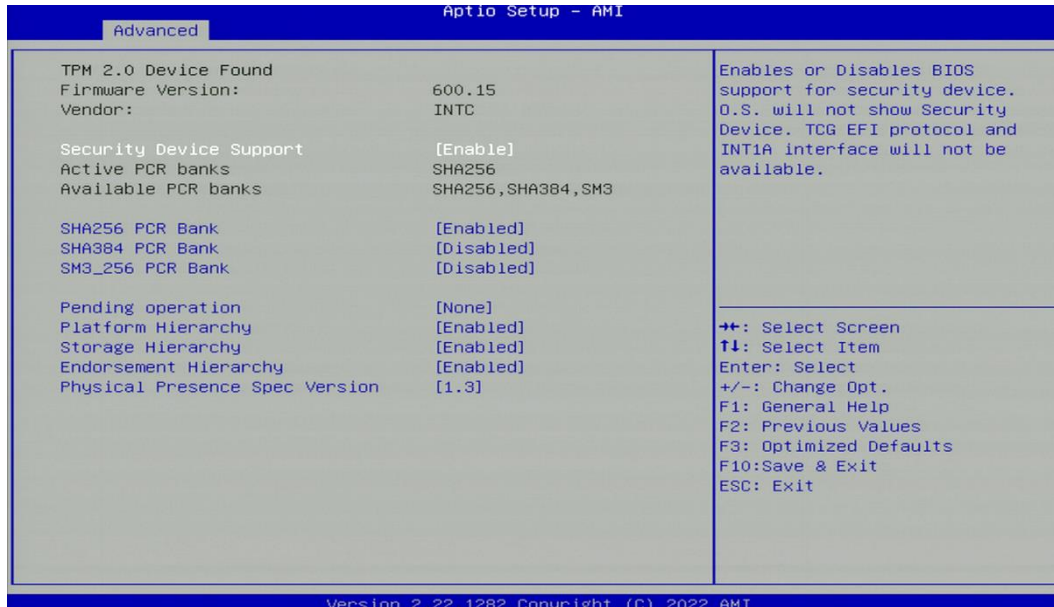 Aptio Setup – AMI
Advanced
TPM 2.0 Device Found
Firmware Version: 600.15
Vendor: INTC
Security Device Support [Enable]
Active PCR banks SHA256
Available PCR banks SHA256,SHA384,SM3
SHA256 PCR Bank [Enabled]
SHA384 PCR Bank [Disabled]
SM3_256 PCR Bank [Disabled]
Pending operation [None]
Platform Hierarchy [Enabled]
Storage Hierarchy [Enabled]
Endorsement Hierarchy [Enabled]
Physical Presence Spec Version [1.3]
Enables or Disables BIOS
support for security device.
O.S. will not show Security
Device. TCG EFI protocol and
INT1A interface will not be
available.
→←: Select Screen
↑↓: Select Item
Enter: Select
+/-: Change Opt.
F1: General Help
F2: Previous Values
F3: Optimized Defaults
F10:Save & Exit
ESC: Exit
Version 2.22.1282 Copyright (C) 2022 AMI